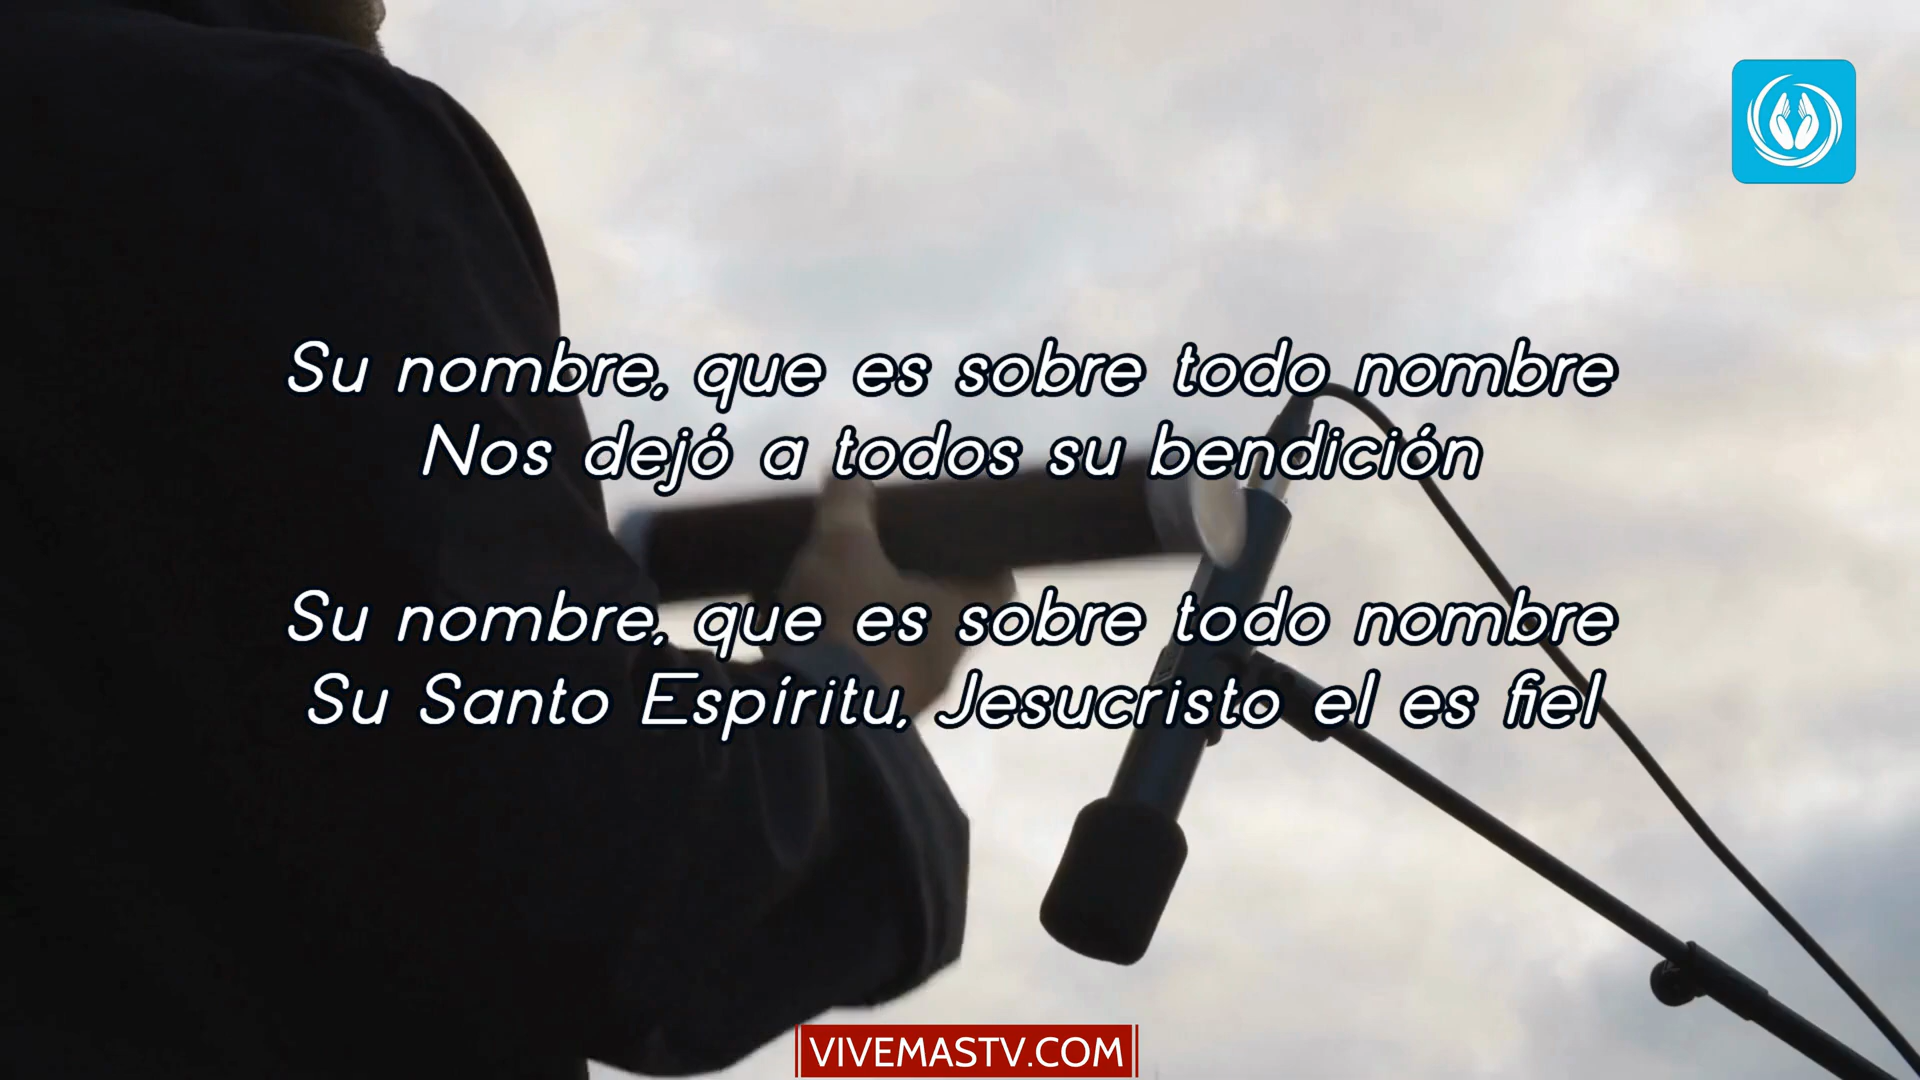 Su nombre, que es sobre todo nombre
Nos dejó a todos su bendición
Su nombre, que es sobre todo nombre
Su Santo Espíritu, Jesucristo el es fiel
VIVEMASTV.COM